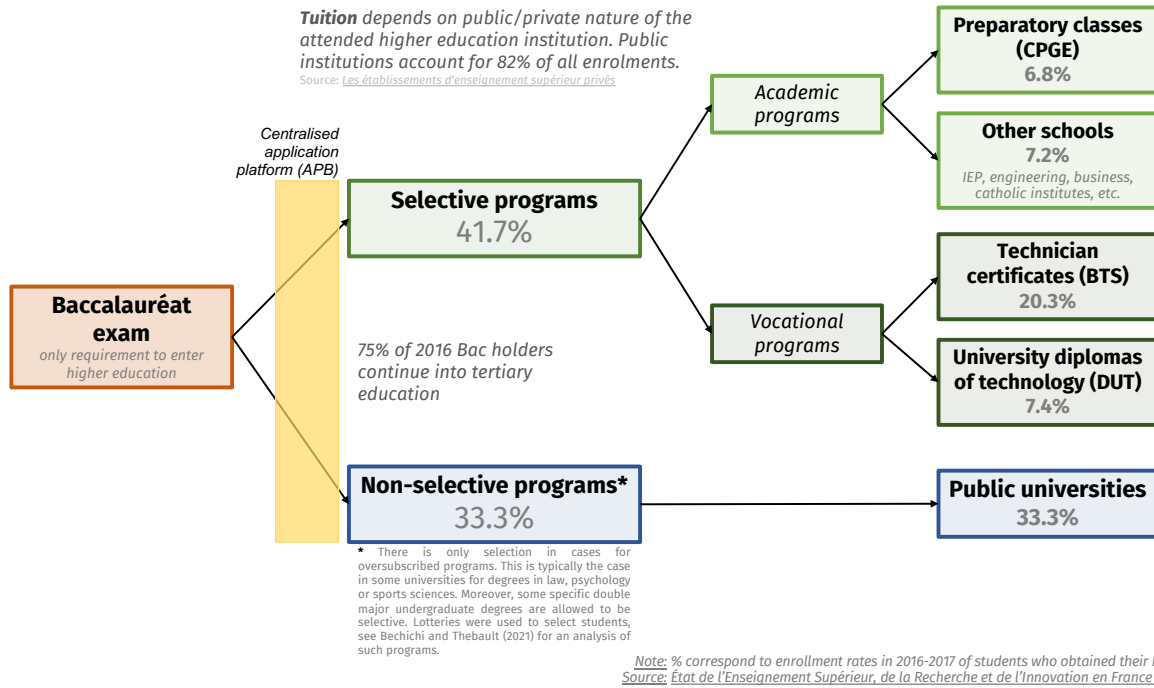 Tuition depends on public/private nature of the
attended higher education institution. Public
institutions account for 82% of all enrolments.
Source: Les établissements d'enseignement supérieur privés
Centralised
application
platform (APB)
Baccalauréat
exam
only requirement to enter
higher education
Selective programs
41.7%
75% of 2016 Bac holders
continue into tertiary
education
Non-selective programs*
33.3%
* There is only selection in cases for
oversubscribed programs. This is typically the case
in some universities for degrees in law, psychology
or sports sciences. Moreover, some specific double
major undergraduate degrees are allowed to be
selective. Lotteries were used to select students,
see Bechichi and Thebault (2021) for an analysis of
such programs.
Academic
programs
Vocational
programs
Preparatory classes
(CPGE)
6.8%
Other schools
7.2%
IEP, engineering, business,
catholic institutes, etc.
Technician
certificates (BTS)
20.3%
University diplomas
of technology (DUT)
7.4%
Public universities
33.3%
Note: % correspond to enrollment rates in 2016-2017 of students who obtained their
Source: État de l'Enseignement Supérieur, de la Recherche et de l'Innovation en France